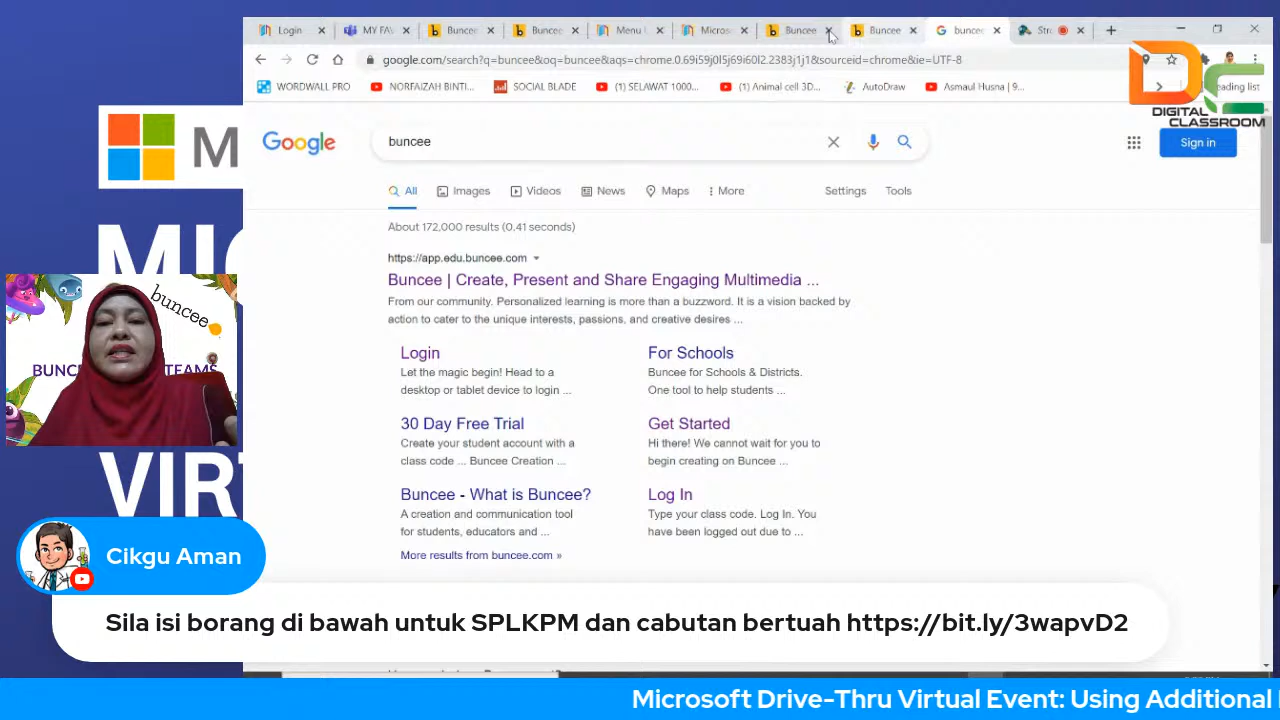 Login
MY FAV
Buncee
Buncee
Menu
Micros
Buncee
Buncee
buncee
Stre
google.com/search?q=buncee&oq=buncee&aqs=chrome.0.69i59j0l5j69i60l2.2383j1j1&sourceid=chrome&ie=UTF-8
WORDWALL PRO
NORFAIZAH BINTI...
SOCIAL BLADE
(1) SELAWAT 1000...
(1) Animal cell 3D...
AutoDraw
Asmaul Husna | 9...
ading list
DIGITAL
CLASSROOM
Google
buncee
Sign in
All
Images
Videos
News
Maps
More
Settings
Tools
About 172,000 results (0.41 seconds)
https://app.edu.buncee.com
Buncee | Create, Present and Share Engaging Multimedia ...
From our community. Personalized learning is more than a buzzword. It is a vision backed by
action to cater to the unique interests, passions, and creative desires ...
Login
Let the magic begin! Head to a
desktop or tablet device to login ...
For Schools
Buncee for Schools & Districts.
One tool to help students ...
30 Day Free Trial
Create your student account with a
class code ... Buncee Creation ...
Get Started
Hi there! We cannot wait for you to
begin creating on Buncee ...
Buncee - What is Buncee?
A creation and communication tool
for students, educators and ...
Log In
Type your class code. Log In. You
have been logged out due to ...
More results from buncee.com »
M
MI
VIR
buncee
BUNC
TEAMS
Cikgu Aman
Sila isi borang di bawah untuk SPLKPM dan cabutan bertuah https://bit.ly/3wapvD2
Microsoft Drive-Thru Virtual Event: Using Additional